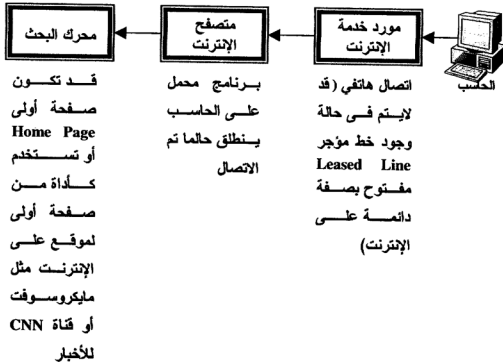 الحاسب
مورد خدمة
الإنترنت
متصفح
الإنترنت
محرك البحث
اتصال هاتفي (قد
لايتم فى حالة
وجود خط مؤجر
Leased Line
مفتوح بصفة
دائمة على
الإنترنت)
برنامج محمل
على الحاسب
ينطلق حالما تم
الاتصال
قد تكون
صفحة أولى
Home Page
أو تستخدم
كأداة من
صفحة أولى
لموقع على
الإنترنت مثل
مايكروسوفت
أو قناة CNN
للأخبار